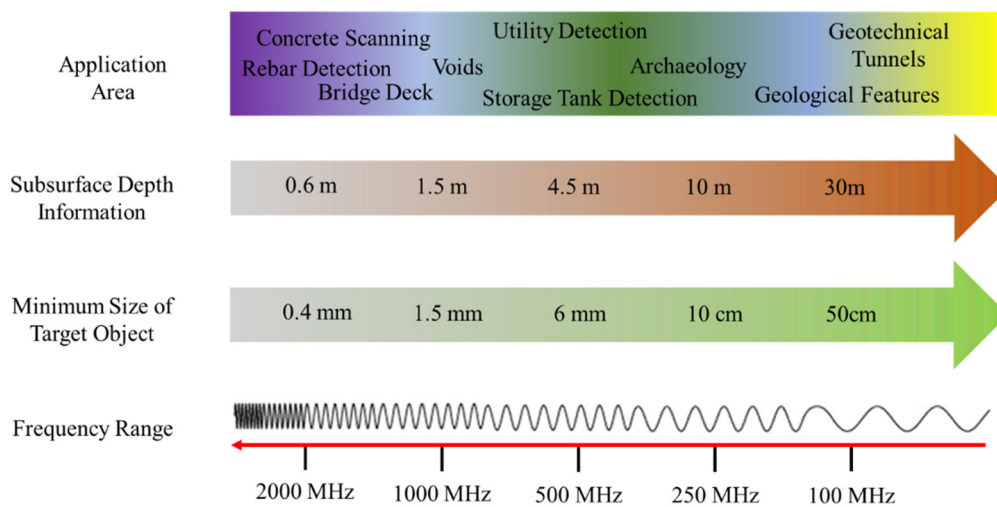 Application
Area
Concrete Scanning
Utility Detection
Geotechnical
Tunnels
Rebar Detection
Voids
Archaeology
Bridge Deck
Storage Tank Detection
Geological Features
Subsurface Depth
Information
0.6 m
1.5 m
4.5 m
10 m
30m
Minimum Size of
Target Object
0.4 mm
1.5 mm
6 mm
10 cm
50cm
Frequency Range
2000 MHz
1000 MHz
500 MHz
250 MHz
100 MHz